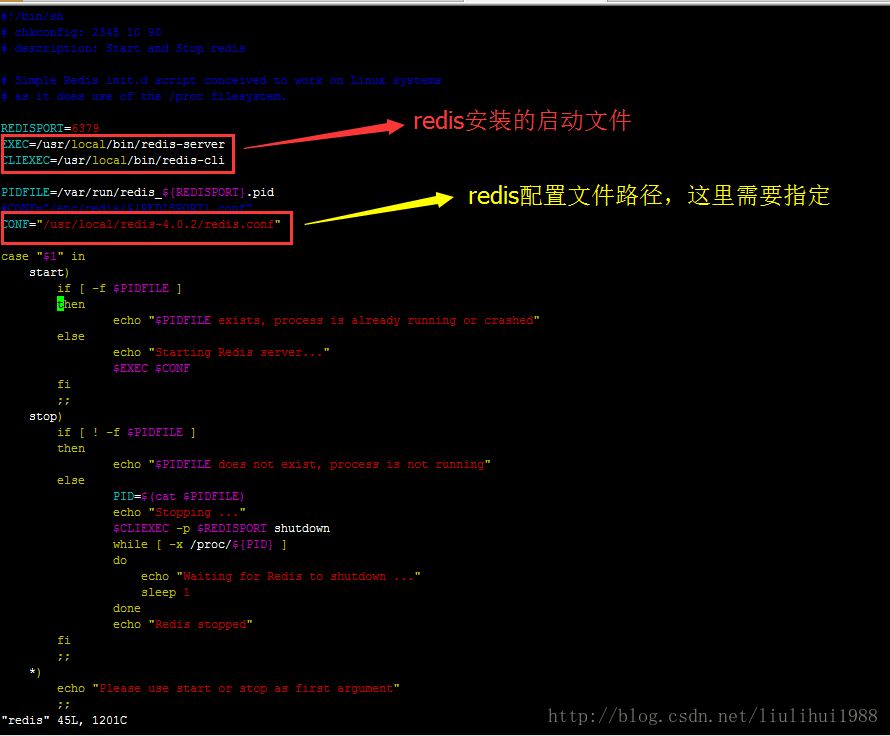 #!/bin/sh
# chkconfig: 2345 10 90
# description: Start and Stop redis
# Simple Redis init.d script conceived to work on Linux systems
# as it does use of the /proc filesystem.
REDISPORT=6379
EXEC=/usr/local/bin/redis-server
CLIEXEC=/usr/local/bin/redis-cli
redis安装的启动文件
PIDFILE=/var/run/redis_${REDISPORT}.pid
#CONF="/etc/redis/${REDISPORT}.conf"
CONF="/usr/local/redis-4.0.2/redis.conf"
redis配置文件路径，这里需要指定
case "$1" in
start)
if [ -f $PIDFILE ]
then
echo "$PIDFILE exists, process is already running or crashed"
else
echo "Starting Redis server..."
$EXEC $CONF
fi
;;
stop)
if [ ! -f $PIDFILE ]
then
echo "$PIDFILE does not exist, process is not running"
else
PID=$(cat $PIDFILE)
echo "Stopping ..."
$CLIEXEC -p $REDISPORT shutdown
while [ -x /proc/${PID} ]
do
echo "Waiting for Redis to shutdown ..."
sleep 1
done
echo "Redis stopped"
fi
;;
*)
echo "Please use start or stop as first argument"
;;
"redis" 45L, 1201C
http://blog.csdn.net/liulihui1988